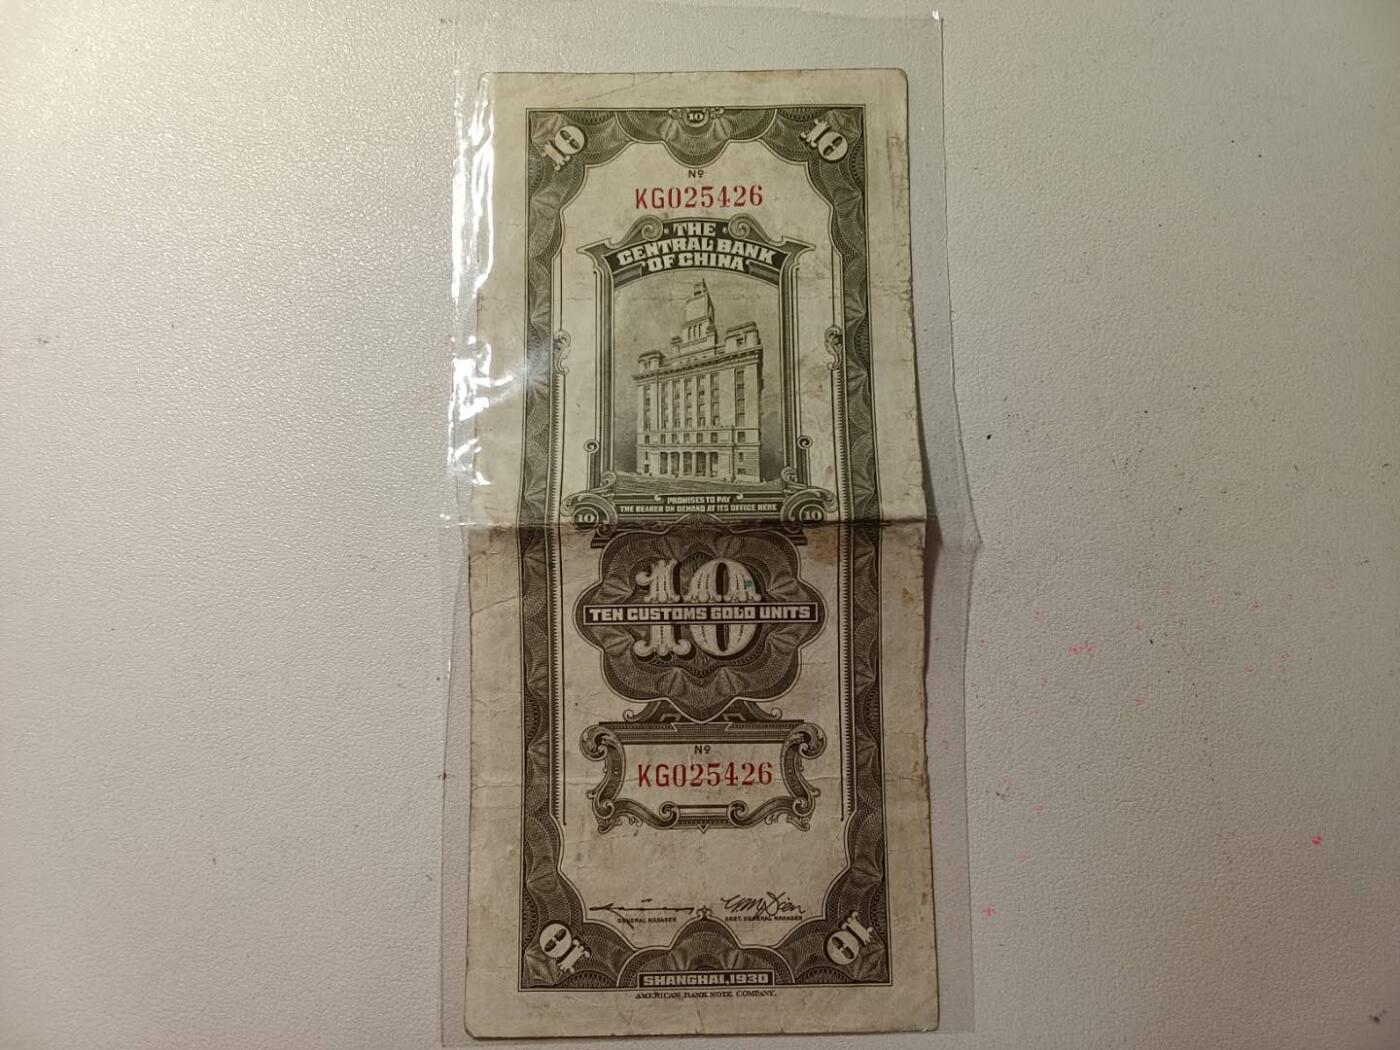 10 10 10
Nº
KG025426
THE
CENTRAL BANK
OF CHINA
PROMISES TO PAY
THE BEARER ON DEMAND AT ITS OFFICE HERE
10 10
10
TEN CUSTOMS GOLD UNITS
Nº
KG025426
GENERAL MANAGER ASST. GENERAL MANAGER
10 10
SHANGHAI, 1930
AMERICAN BANK NOTE COMPANY.